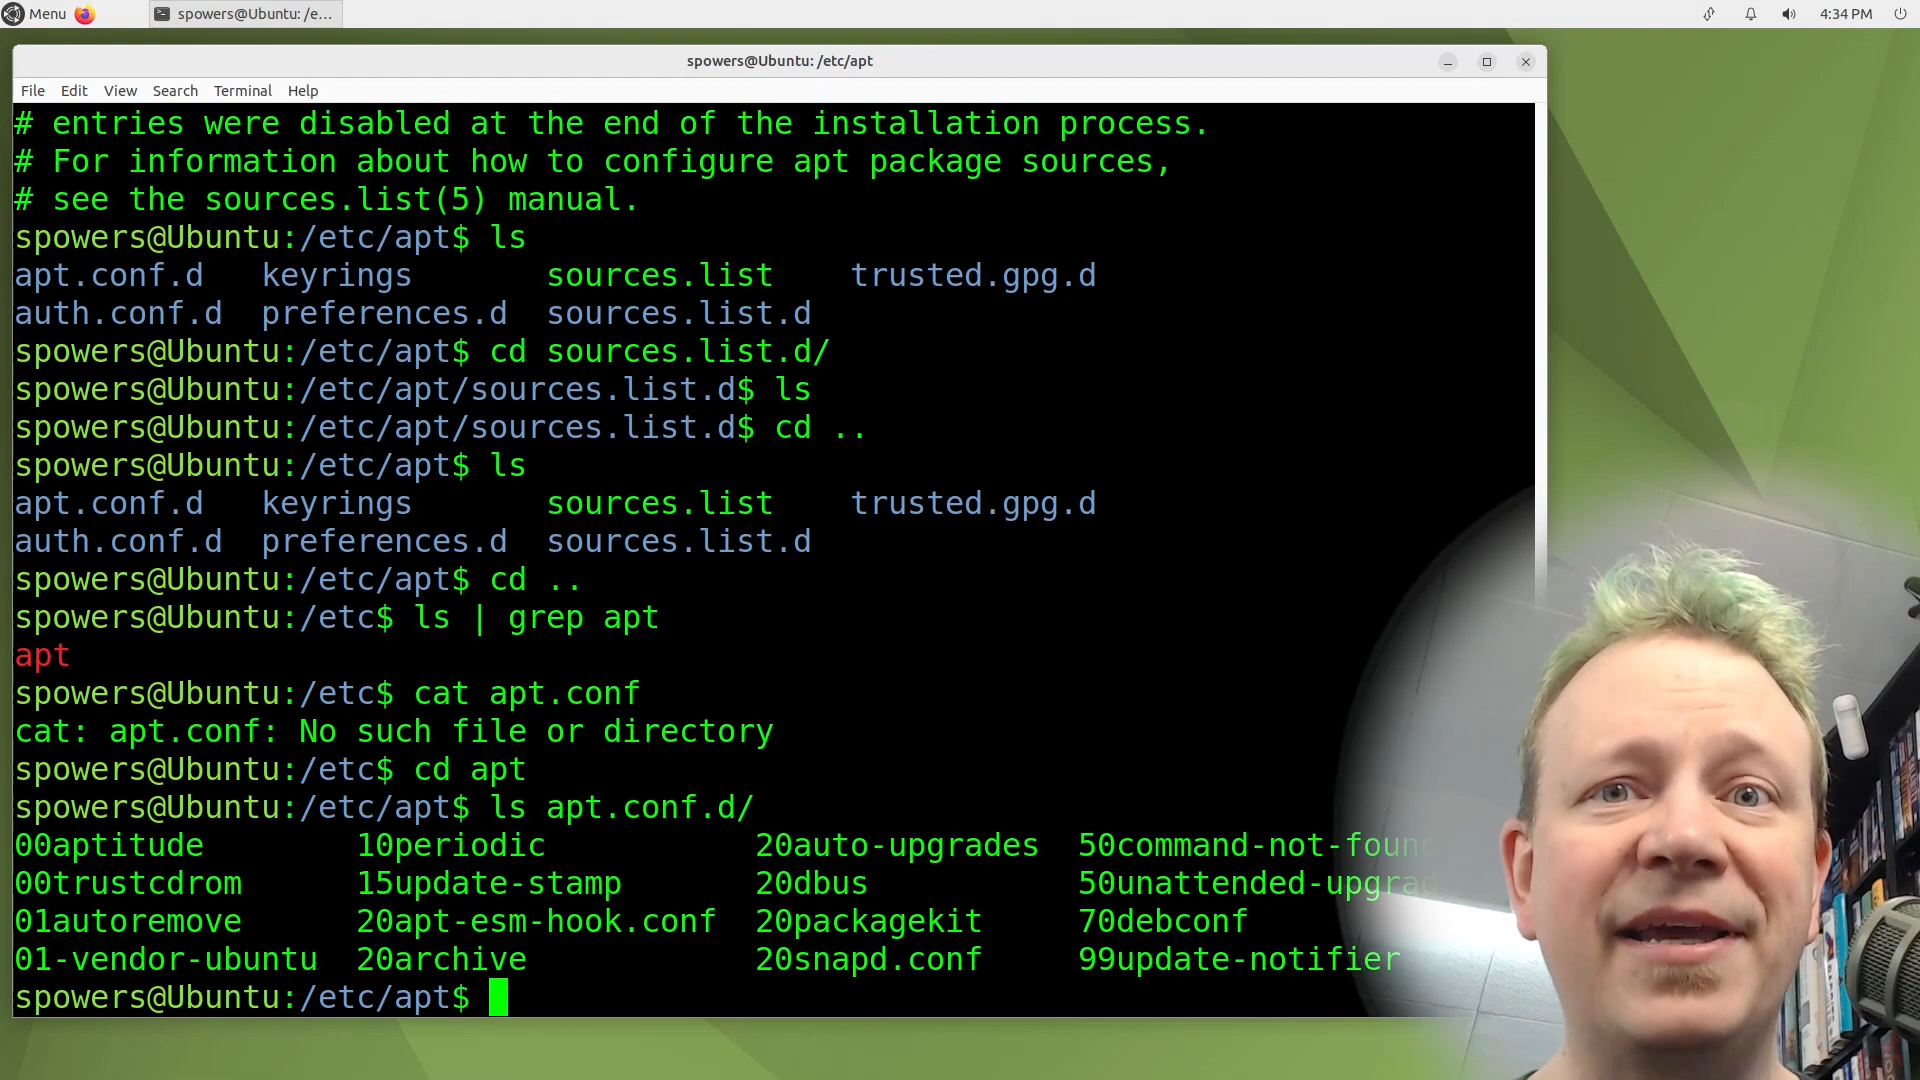 Menu spowers@Ubuntu: /e... 4:34 PM
spowers@Ubuntu: /etc/apt
File Edit View Search Terminal Help
# entries were disabled at the end of the installation process.
# For information about how to configure apt package sources,
# see the sources.list(5) manual.
spowers@Ubuntu:/etc/apt$ ls
apt.conf.d keyrings sources.list trusted.gpg.d
auth.conf.d preferences.d sources.list.d
spowers@Ubuntu:/etc/apt$ cd sources.list.d/
spowers@Ubuntu:/etc/apt/sources.list.d$ ls
spowers@Ubuntu:/etc/apt/sources.list.d$ cd ..
spowers@Ubuntu:/etc/apt$ ls
apt.conf.d keyrings sources.list trusted.gpg.d
auth.conf.d preferences.d sources.list.d
spowers@Ubuntu:/etc/apt$ cd ..
spowers@Ubuntu:/etc$ ls | grep apt
apt
spowers@Ubuntu:/etc$ cat apt.conf
cat: apt.conf: No such file or directory
spowers@Ubuntu:/etc$ cd apt
spowers@Ubuntu:/etc/apt$ ls apt.conf.d/
00aptitude 10periodic 20auto-upgrades 50command-not-foun
00trustcdrom 15update-stamp 20dbus 50unattended-upgrad
01autoremove 20apt-esm-hook.conf 20packagekit 70debconf
01-vendor-ubuntu 20archive 20snapd.conf 99update-notifier
spowers@Ubuntu:/etc/apt$